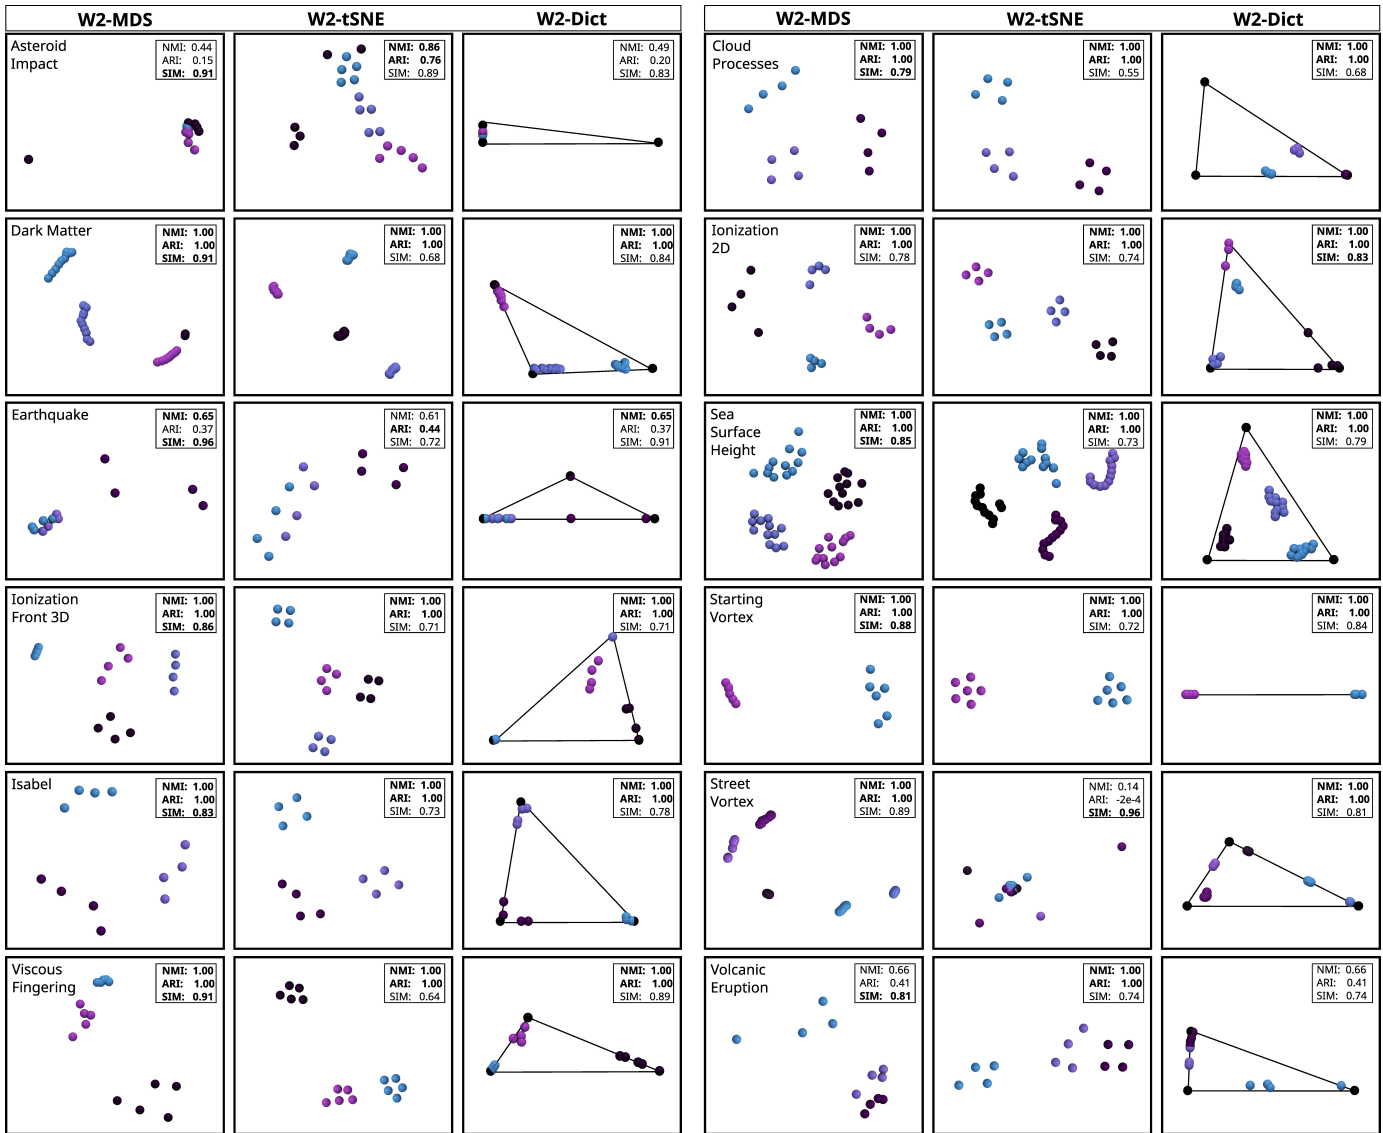 W2-MDS W2-tSNE W2-Dict W2-MDS W2-tSNE W2-Dict
Asteroid
Impact
NMI: 0.44
ARI: 0.15
SIM: 0.91
NMI: 0.86
ARI: 0.76
SIM: 0.89
NMI: 0.49
ARI: 0.20
SIM: 0.83
Cloud
Processes
NMI: 1.00
ARI: 1.00
SIM: 0.79
NMI: 1.00
ARI: 1.00
SIM: 0.55
NMI: 1.00
ARI: 1.00
SIM: 0.68
Dark Matter
NMI: 1.00
ARI: 1.00
SIM: 0.91
NMI: 1.00
ARI: 1.00
SIM: 0.68
NMI: 1.00
ARI: 1.00
SIM: 0.84
Ionization
2D
NMI: 1.00
ARI: 1.00
SIM: 0.78
NMI: 1.00
ARI: 1.00
SIM: 0.74
NMI: 1.00
ARI: 1.00
SIM: 0.83
Earthquake
NMI: 0.65
ARI: 0.37
SIM: 0.96
NMI: 0.61
ARI: 0.44
SIM: 0.72
NMI: 0.65
ARI: 0.37
SIM: 0.91
Sea
Surface
Height
NMI: 1.00
ARI: 1.00
SIM: 0.85
NMI: 1.00
ARI: 1.00
SIM: 0.73
NMI: 1.00
ARI: 1.00
SIM: 0.79
Ionization
Front 3D
NMI: 1.00
ARI: 1.00
SIM: 0.86
NMI: 1.00
ARI: 1.00
SIM: 0.71
NMI: 1.00
ARI: 1.00
SIM: 0.71
Starting
Vortex
NMI: 1.00
ARI: 1.00
SIM: 0.88
NMI: 1.00
ARI: 1.00
SIM: 0.72
NMI: 1.00
ARI: 1.00
SIM: 0.84
Isabel
NMI: 1.00
ARI: 1.00
SIM: 0.83
NMI: 1.00
ARI: 1.00
SIM: 0.73
NMI: 1.00
ARI: 1.00
SIM: 0.78
Street
Vortex
NMI: 1.00
ARI: 1.00
SIM: 0.89
NMI: 0.14
ARI: -2e-4
SIM: 0.96
NMI: 1.00
ARI: 1.00
SIM: 0.81
Viscous
Fingering
NMI: 1.00
ARI: 1.00
SIM: 0.91
NMI: 1.00
ARI: 1.00
SIM: 0.64
NMI: 1.00
ARI: 1.00
SIM: 0.89
Volcanic
Eruption
NMI: 0.66
ARI: 0.41
SIM: 0.81
NMI: 1.00
ARI: 1.00
SIM: 0.74
NMI: 0.66
ARI: 0.41
SIM: 0.74